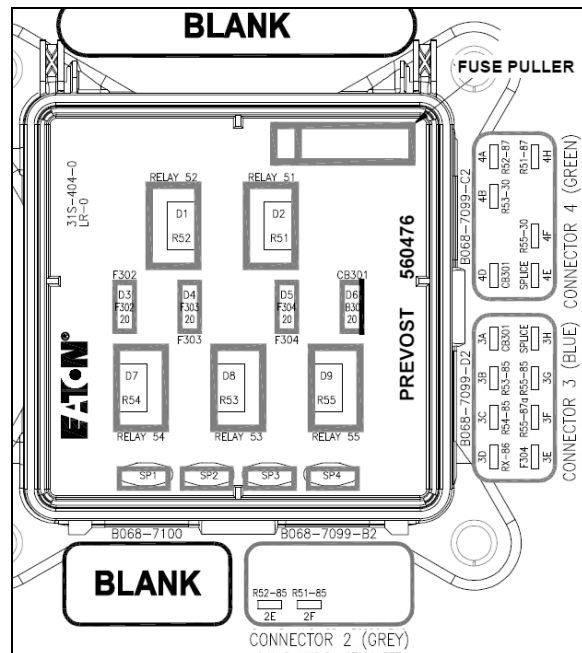 BLANK
FUSE PULLER
31S-404-0
LR-0
RELAY 52
RELAY 51
D1
R52
D2
R51
F302
CB301
D3
F302
20
D4
F303
20
D5
F304
20
D6
B30
20
F303
F304
EATON®
PREVOST 560476
D7
R54
D8
R53
D9
R55
RELAY 54
RELAY 53
RELAY 55
SP1
SP2
SP3
SP4
B068-7099-C2
4A
R52-87
R51-87
4H
4B
R53-30
R55-30
4F
4D
CB301
SPLICE
4E
CONNECTOR 4 (GREEN)
B068-7099-D2
3A
CB301
SPLICE
3H
3B
R53-85
R55-85
3G
3C
R54-85
R55-87a
3F
3D
RX-86
F304
3E
CONNECTOR 3 (BLUE)
B068-7100
B068-7099-B2
BLANK
R52-85
R51-85
2E
2F
CONNECTOR 2 (GREY)